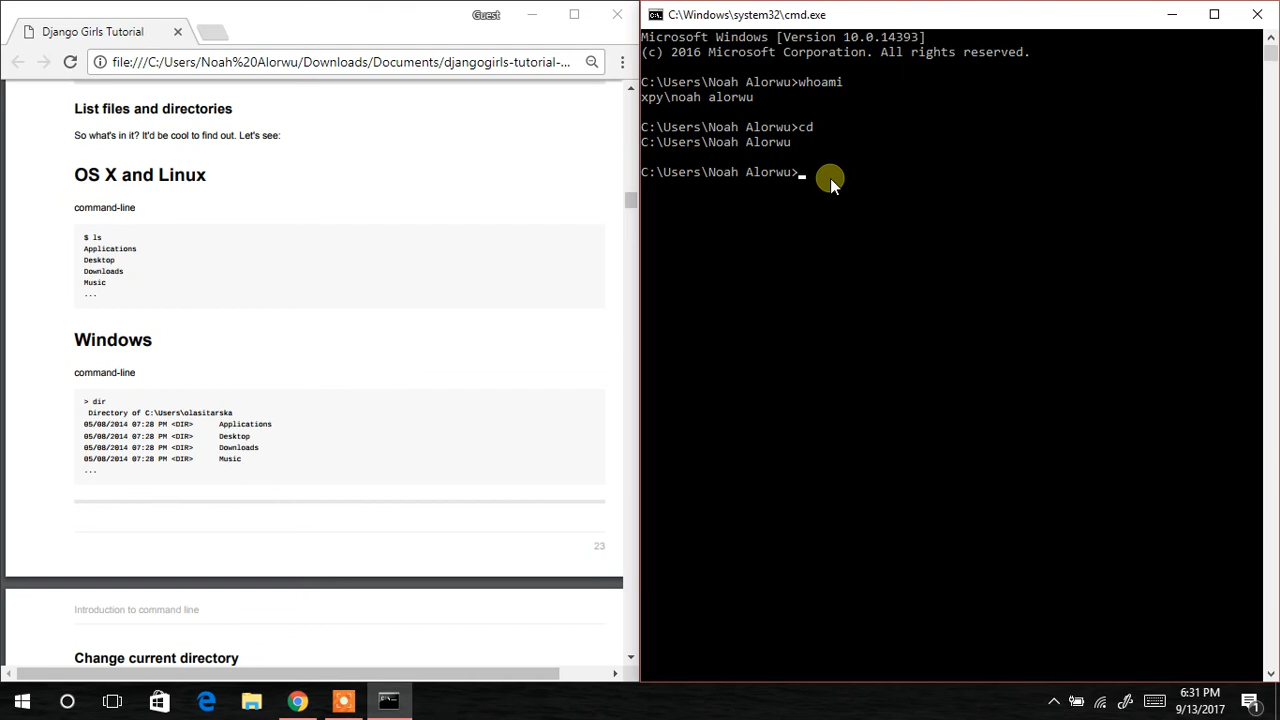 Django Girls Tutorial
Guest
file:///C:/Users/Noah%20Alorwu/Downloads/Documents/djangogirls-tutorial-...
List files and directories
So what's in it? It'd be cool to find out. Let's see:
OS X and Linux
command-line
$ ls
Applications
Desktop
Downloads
Music
...
Windows
command-line
> dir
Directory of C:\Users\olasitarska
05/08/2014 07:28 PM <DIR> Applications
05/08/2014 07:28 PM <DIR> Desktop
05/08/2014 07:28 PM <DIR> Downloads
05/08/2014 07:28 PM <DIR> Music
...
23
Introduction to command line
Change current directory
C:\Windows\system32\cmd.exe
Microsoft Windows [Version 10.0.14393]
(c) 2016 Microsoft Corporation. All rights reserved.
C:\Users\Noah Alorwu>whoami
xpy\noah alorwu
C:\Users\Noah Alorwu>cd
C:\Users\Noah Alorwu
C:\Users\Noah Alorwu>
6:31 PM
9/13/2017
1